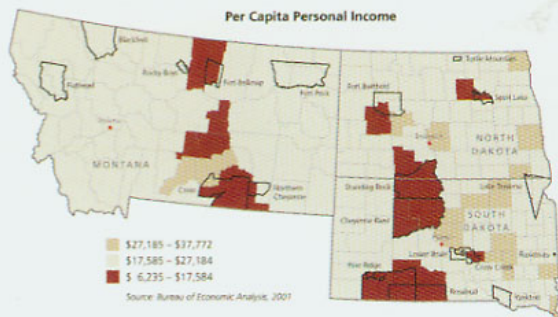 Per Capita Personal Income
Blackfeet
Turtle Mountain
Rocky Boys
Fort Belknap
Flathead
Fort Peck
Fort Berthold
Spirit Lake
NORTH
DAKOTA
MONTANA
Standing Rock
Lake Traverse
Crow
Northern
Cheyenne
Cheyenne River
SOUTH
DAKOTA
$27,185 – $37,772
Lower Brule
$17,585 – $27,184
Crow Creek
Pine Ridge
$ 6,235 – $17,584
Rosebud
Yankton
Source: Bureau of Economic Analysis, 2001